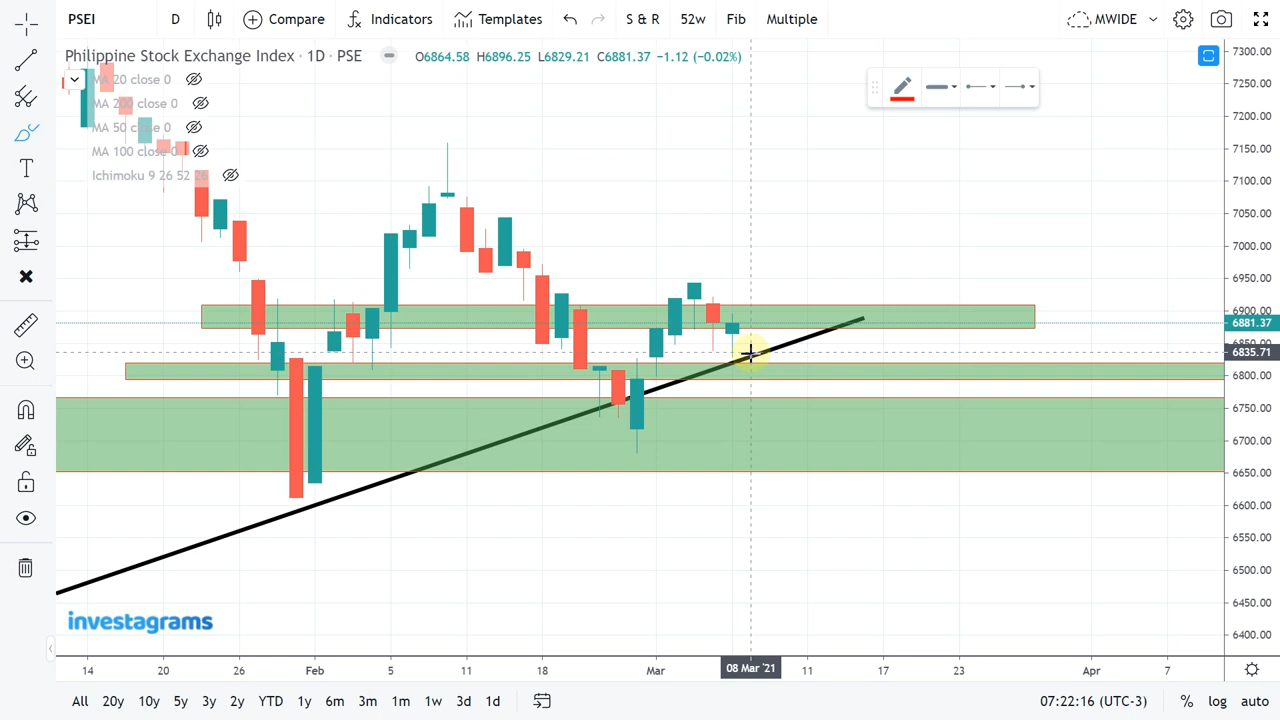 PSEI D Compare Indicators Templates S & R 52w Fib Multiple MWIDE
Philippine Stock Exchange Index · 1D · PSE O6864.58 H6896.25 L6829.21 C6881.37 −1.12 (−0.02%)
MA 20 close 0
MA 200 close 0
MA 50 close 0
MA 100 close 0
Ichimoku 9 26 52 26
7300.00
7250.00
7200.00
7150.00
7100.00
7050.00
7000.00
6950.00
6900.00
6881.37
6850.00
6835.71
6800.00
6750.00
6700.00
6650.00
6600.00
6550.00
6500.00
6450.00
6400.00
investagrams
14 20 26 Feb 5 11 18 Mar 08 Mar '21 11 17 23 Apr 7
All 20y 10y 5y 3y 2y YTD 1y 6m 3m 1m 1w 3d 1d 07:22:16 (UTC-3) % log auto